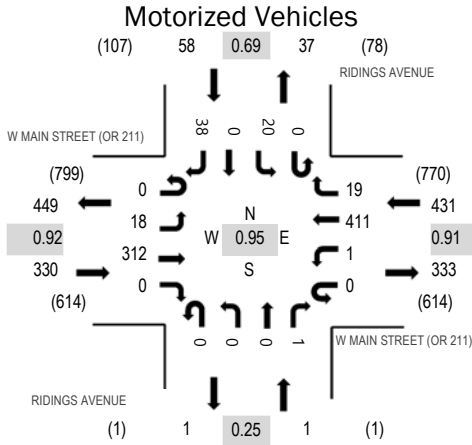 Motorized Vehicles
(107) 58 0.69 37 (78)
RIDINGS AVENUE
W MAIN STREET (OR 211)
38 0 20 0
(799) (770)
449 0 19 431
18 N 411
0.92 W 0.95 E 0.91
312 S 1
330 0 0 333
(614) (614)
0 0 0 1
W MAIN STREET (OR 211)
RIDINGS AVENUE
(1) 1 0.25 1 (1)